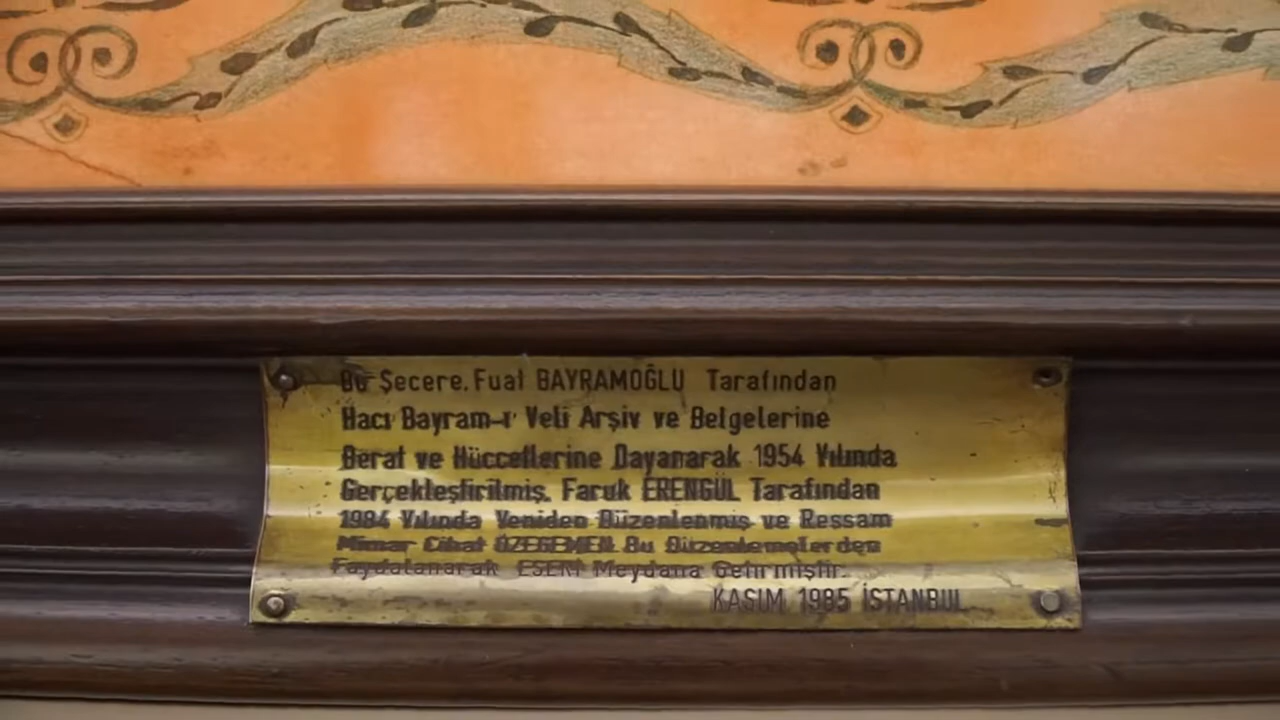 Bu Şecere, Fuat BAYRAMOĞLU Tarafından
Hacı Bayram-ı Veli Arşiv ve Belgelerine
Berat ve Hüccetlerine Dayanarak 1954 Yılında
Gerçekleştirilmiş, Faruk ERENGÜL Tarafından
1984 Yılında Yeniden Düzenlenmiş ve Ressam
Mimar Cihat ÖZEGEMEN Bu Düzenlemelerden
Faydalanarak ESERİ Meydana Getirmiştir.
KASIM 1985 İSTANBUL